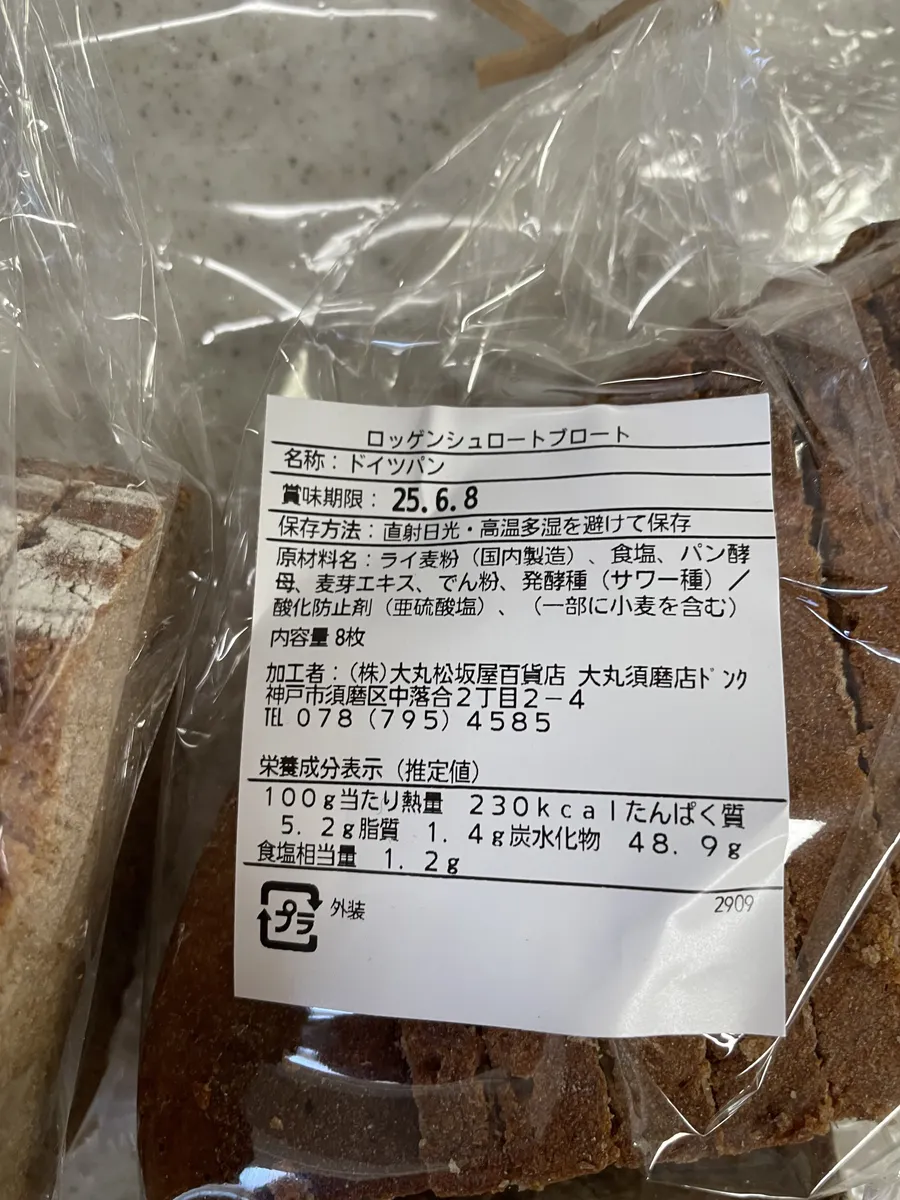 ロッゲンシュロートブロート
名称：ドイツパン
賞味期限：25.6.8
保存方法：直射日光・高温多湿を避けて保存
原材料名：ライ麦粉（国内製造）、食塩、パン酵
母、麦芽エキス、でん粉、発酵種（サワー種）／
酸化防止剤（亜硫酸塩）、（一部に小麦を含む）
内容量 8枚
加工者：（株）大丸松坂屋百貨店 大丸須磨店ﾄﾞﾝｸ
神戸市須磨区中落合２丁目２－４
℡ ０７８（７９５）４５８５
栄養成分表示（推定値）
１００ｇ当たり熱量 ２３０ｋｃａｌたんぱく質
５．２ｇ脂質 １．４ｇ炭水化物 ４８．９ｇ
食塩相当量 １．２ｇ
プラ 外装 2909